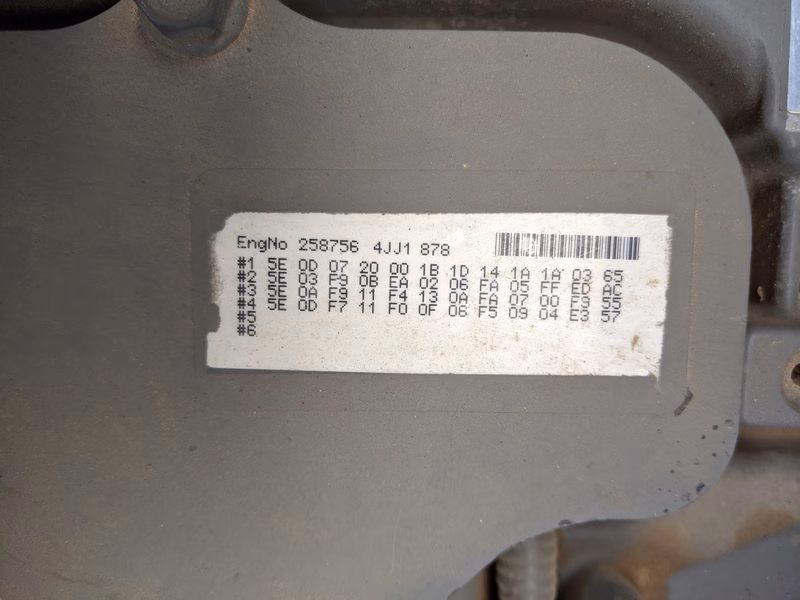 EngNo 258756 4JJ1 878
#1 5E 0D 07 20 00 1B 1D 14 1A 1A 03 65
#2 5E 03 F9 0B EA 02 06 FA 05 FF ED AC
#3 5E 0A F9 11 F4 13 0A FA 07 00 F9 55
#4 5E 0D F7 11 F0 0F 06 F5 09 04 E3 57
#5
#6